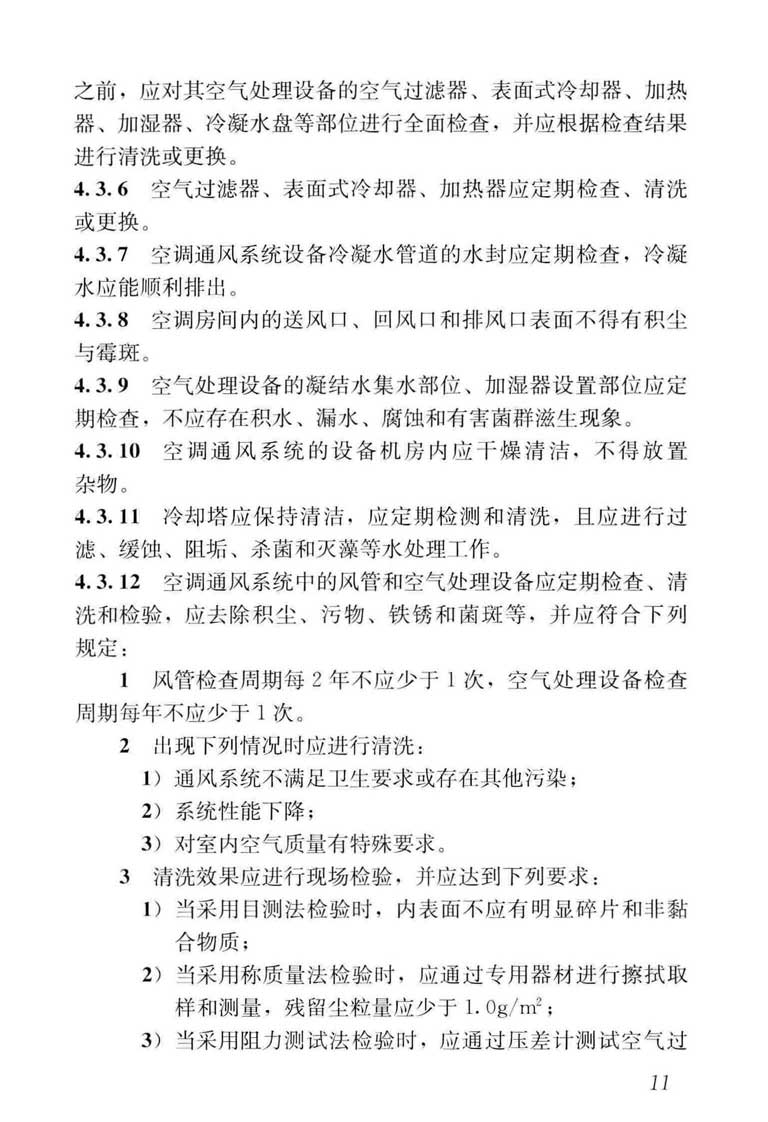 之前，应对其空气处理设备的空气过滤器、表面式冷却器、加热
器、加湿器、冷凝水盘等部位进行全面检查，并应根据检查结果
进行清洗或更换。
4.3.6 空气过滤器、表面式冷却器、加热器应定期检查、清洗
或更换。
4.3.7 空调通风系统设备冷凝水管道的水封应定期检查，冷凝
水应能顺利排出。
4.3.8 空调房间内的送风口、回风口和排风口表面不得有积尘
与霉斑。
4.3.9 空气处理设备的凝结水集水部位、加湿器设置部位应定
期检查，不应存在积水、漏水、腐蚀和有害菌群滋生现象。
4.3.10 空调通风系统的设备机房内应干燥清洁，不得放置
杂物。
4.3.11 冷却塔应保持清洁，应定期检测和清洗，且应进行过
滤、缓蚀、阻垢、杀菌和灭藻等水处理工作。
4.3.12 空调通风系统中的风管和空气处理设备应定期检查、清
洗和检验，应去除积尘、污物、铁锈和菌斑等，并应符合下列
规定：
1 风管检查周期每 2 年不应少于 1 次，空气处理设备检查
周期每年不应少于 1 次。
2 出现下列情况时应进行清洗：
1）通风系统不满足卫生要求或存在其他污染；
2）系统性能下降；
3）对室内空气质量有特殊要求。
3 清洗效果应进行现场检验，并应达到下列要求：
1）当采用目测法检验时，内表面不应有明显碎片和非黏
合物质；
2）当采用称质量法检验时，应通过专用器材进行擦拭取
样和测量，残留尘粒量应少于 1.0g/m²；
3）当采用阻力测试法检验时，应通过压差计测试空气过
11